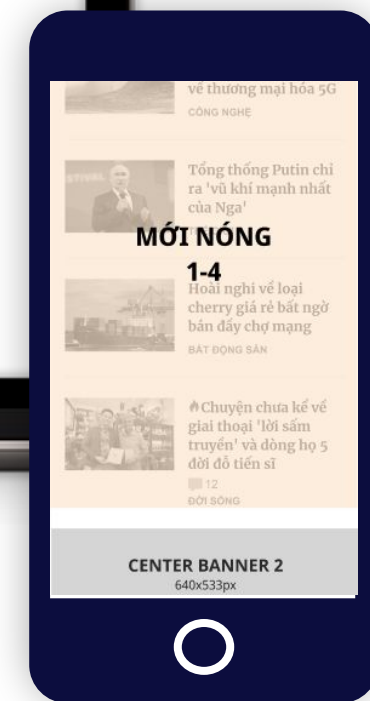 về thương mại hóa 5G
CÔNG NGHỆ
Tổng thống Putin chỉ
ra 'vũ khí mạnh nhất
của Nga'
MỚI NÓNG
1-4
Hoài nghi về loại
cherry giá rẻ bất ngờ
bán đầy chợ mạng
BẤT ĐỘNG SẢN
Chuyện chưa kể về
giai thoại 'lời sấm
truyền' và dòng họ 5
đời đỗ tiến sĩ
12
ĐỜI SỐNG
CENTER BANNER 2
640x533px